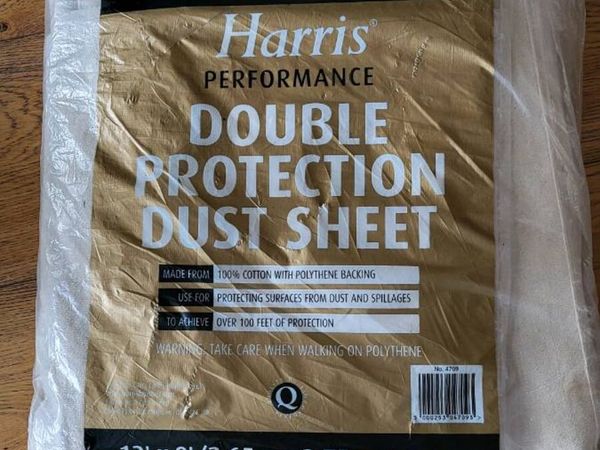 Harris®
PERFORMANCE
DOUBLE
PROTECTION
DUST SHEET
MADE FROM 100% COTTON WITH POLYTHENE BACKING
USE FOR PROTECTING SURFACES FROM DUST AND SPILLAGES
TO ACHIEVE OVER 100 FEET OF PROTECTION
WARNING: TAKE CARE WHEN WALKING ON POLYTHENE
No. 4709
Q